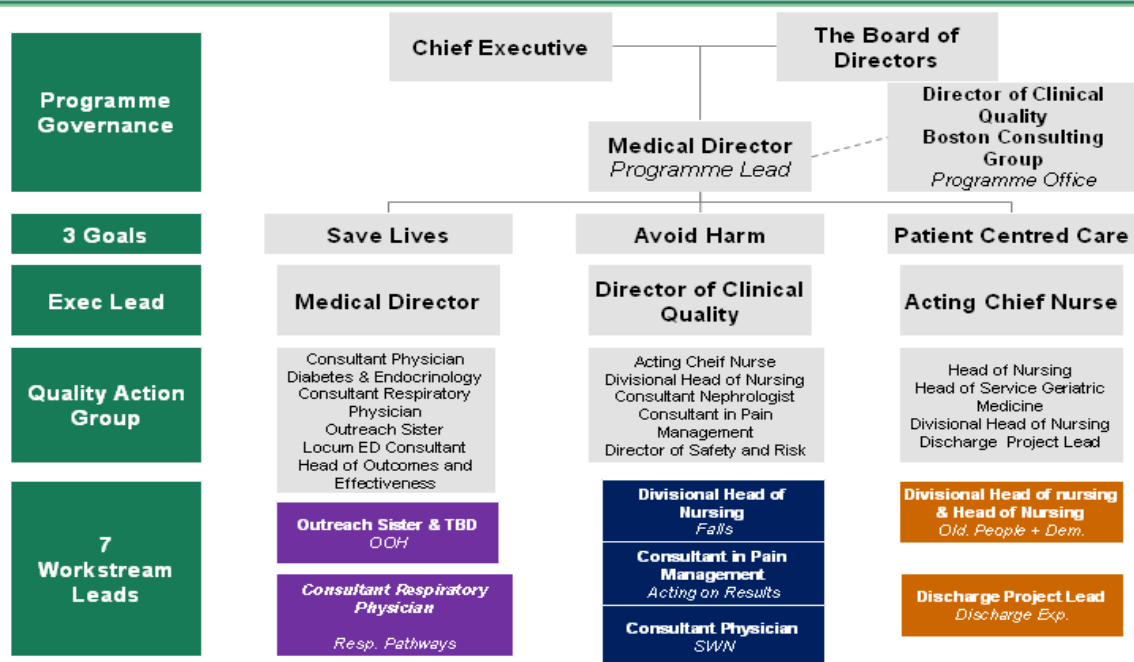 Programme
Governance
Chief Executive
The Board of
Directors
Medical Director
Programme Lead
Director of Clinical
Quality
Boston Consulting
Group
Programme Office
3 Goals
Save Lives
Avoid Harm
Patient Centred Care
Exec Lead
Medical Director
Director of Clinical
Quality
Acting Chief Nurse
Quality Action
Group
Consultant Physician
Diabetes & Endocrinology
Consultant Respiratory
Physician
Outreach Sister
Locum ED Consultant
Head of Outcomes and
Effectiveness
Acting Cheif Nurse
Divisional Head of Nursing
Consultant Nephrologist
Consultant in Pain
Management
Director of Safety and Risk
Head of Nursing
Head of Service Geriatric
Medicine
Divisional Head of Nursing
Discharge Project Lead
7
Workstream
Leads
Outreach Sister & TBD
OOH
Consultant Respiratory
Physician
Resp. Pathways
Divisional Head of
Nursing
Falls
Consultant in Pain
Management
Acting on Results
Consultant Physician
SWN
Divisional Head of nursing
& Head of Nursing
Old. People + Dem.
Discharge Project Lead
Discharge Exp.